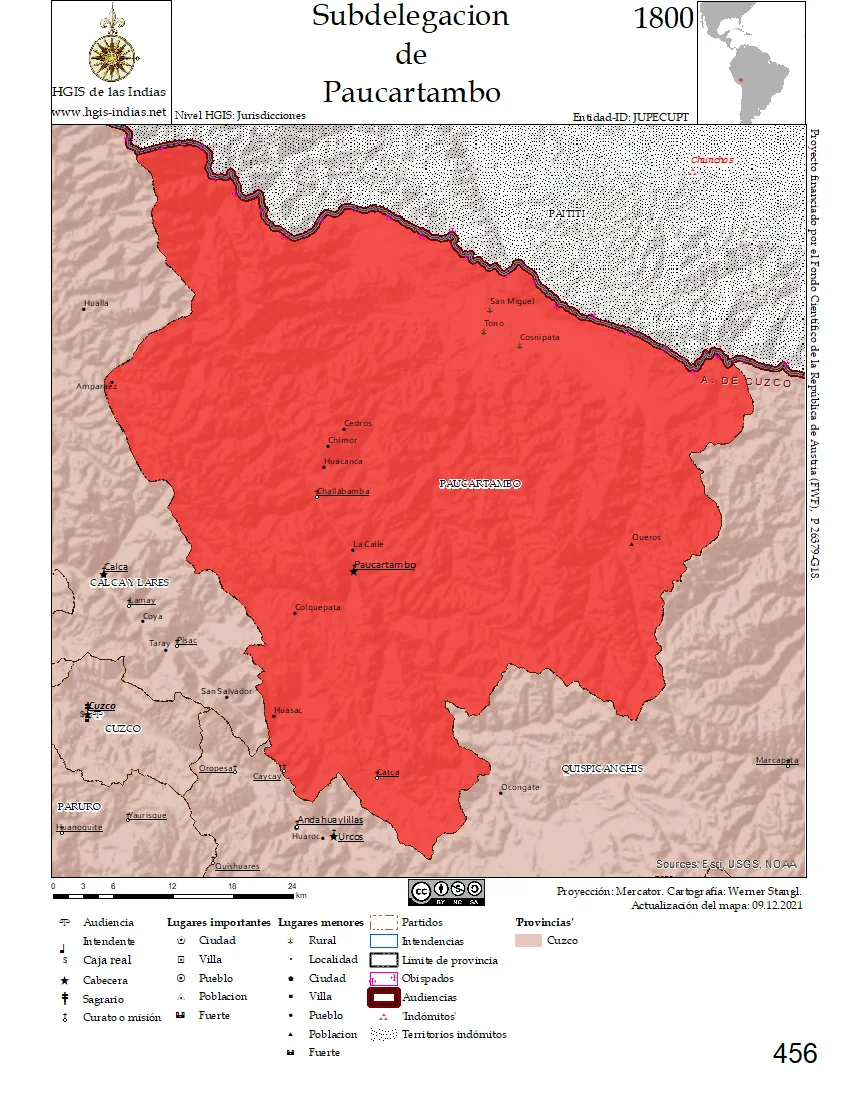 Subdelegacion
de
Paucartambo
1800
HGIS de las Indias
www.hgis-indias.net
Nivel HGIS: Jurisdicciones
Entidad-ID: JUPECUPT
Proyecto financiado por el Fondo Científico de la República de Austria (FWF), P 26379-G18.
Chunchos
PAITITI
Hualla
San Miguel
Tono
Cosnipata
A. DE CUZCO
Amparaez
Cedros
Chimor
Huacanca
Challabamba
PAUCARTAMBO
Queros
La Calle
Paucartambo
Calca
CALCA Y LARES
Lamay
Coya
Colquepata
Taray
Pisac
San Salvador
Cuzco
Huasac
CUZCO
Oropesa
Caycay
Catca
QUISPICANCHIS
Marcapata
Ocongate
PARURO
Yaurisque
Huanoquite
Andahuaylillas
Huaroc
Urcos
Quishuares
Sources: Esri, USGS, NOAA
0 3 6 12 18 24
km
CC BY NC SA
Proyección: Mercator. Cartografía: Werner Stangl.
Actualización del mapa: 09.12.2021
Audiencia
Intendente
Caja real
Cabecera
Sagrario
Curato o misión
Lugares importantes
Ciudad
Villa
Pueblo
Poblacion
Fuerte
Lugares menores
Rural
Localidad
Ciudad
Villa
Pueblo
Poblacion
Fuerte
Partidos
Intendencias
Límite de provincia
Obispados
Audiencias
'Indómitos'
Territorios indómitos
'Provincias'
Cuzco
456